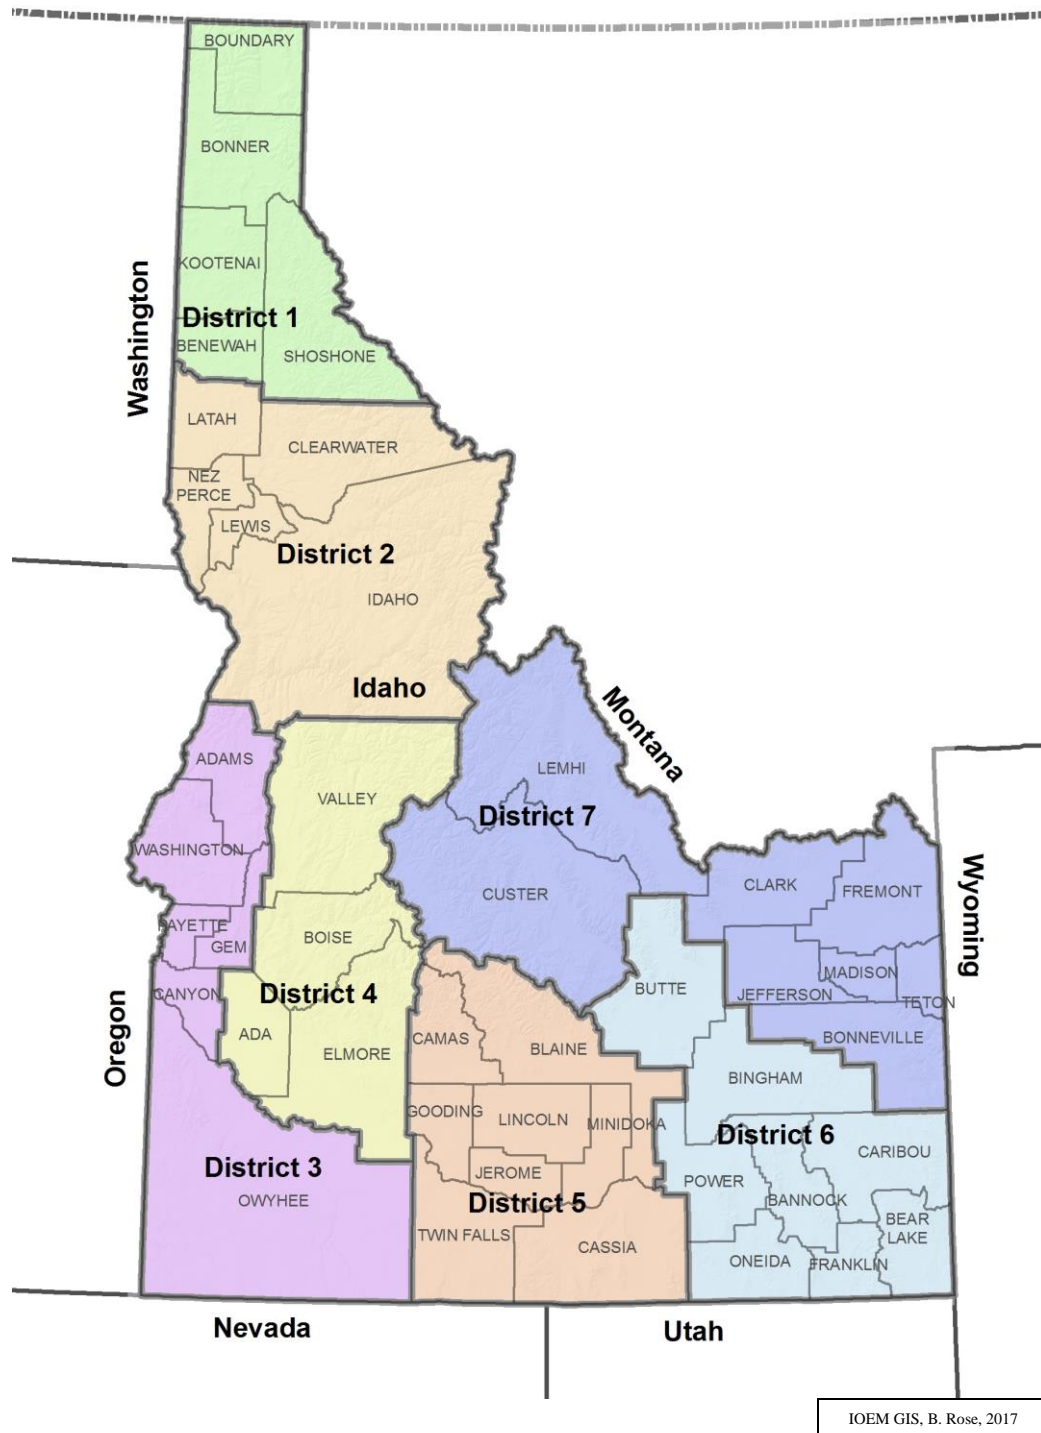 BOUNDARY
BONNER
KOOTENAI
Washington
District 1
BENEWAH
SHOSHONE
LATAH
CLEARWATER
NEZ
PERCE
LEWIS
District 2
IDAHO
Idaho
Montana
ADAMS
LEMHI
VALLEY
District 7
WASHINGTON
CUSTER
CLARK
FREMONT
Wyoming
PAYETTE
GEM
BOISE
MADISON
CANYON
District 4
BUTTE
JEFFERSON
TETON
Oregon
ADA
ELMORE
CAMAS
BLAINE
BONNEVILLE
BINGHAM
GOODING
LINCOLN
MINIDOKA
District 6
CARIBOU
District 3
JEROME
POWER
OWYHEE
District 5
BANNOCK
BEAR
LAKE
TWIN FALLS
CASSIA
ONEIDA
FRANKLIN
Nevada
Utah
IOEM GIS, B. Rose, 2017